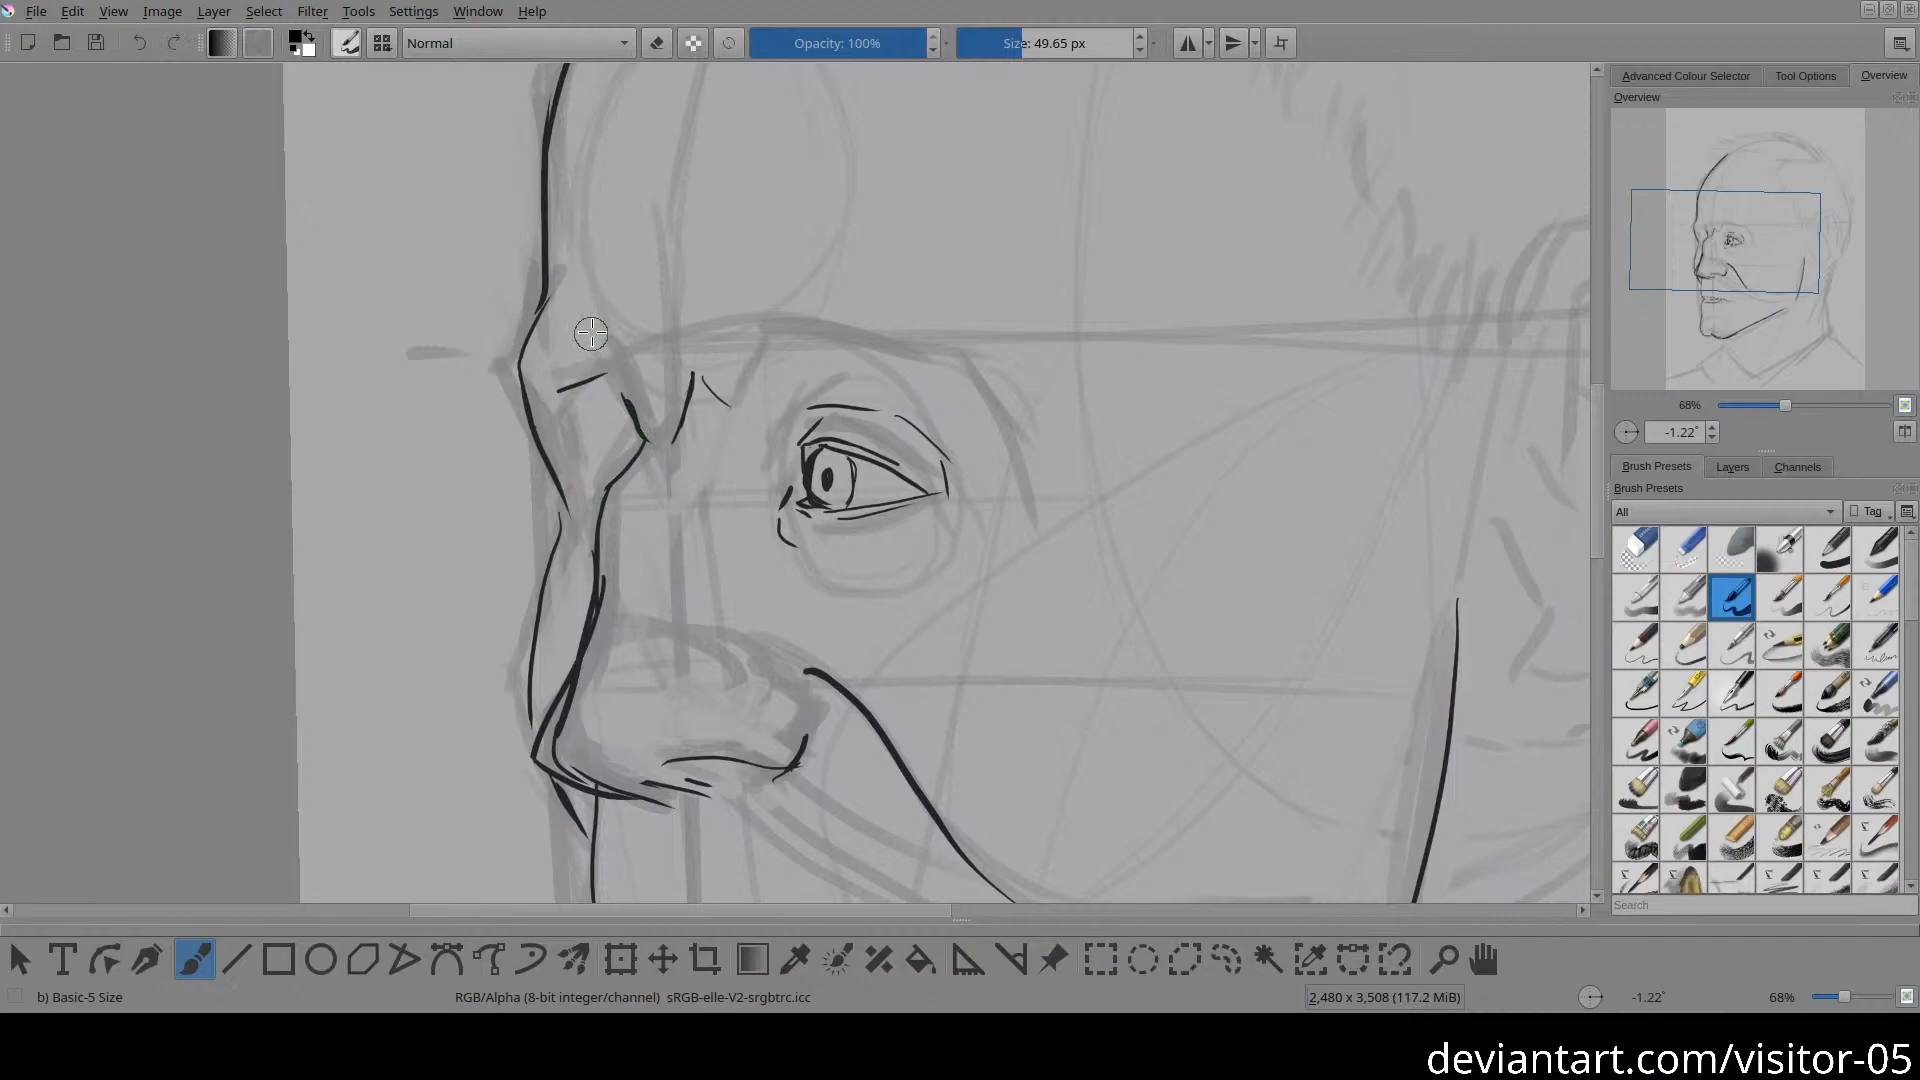 File Edit View Image Layer Select Filter Tools Settings Window Help
Normal Opacity: 100% Size: 49.65 px
Advanced Colour Selector Tool Options Overview
Overview
68%
-1.22°
Brush Presets Layers Channels
Brush Presets
All Tag
Search
b) Basic-5 Size RGB/Alpha (8-bit integer/channel) sRGB-elle-V2-srgbtrc.icc 2,480 x 3,508 (117.2 MiB) -1.22° 68%
deviantart.com/visitor-05